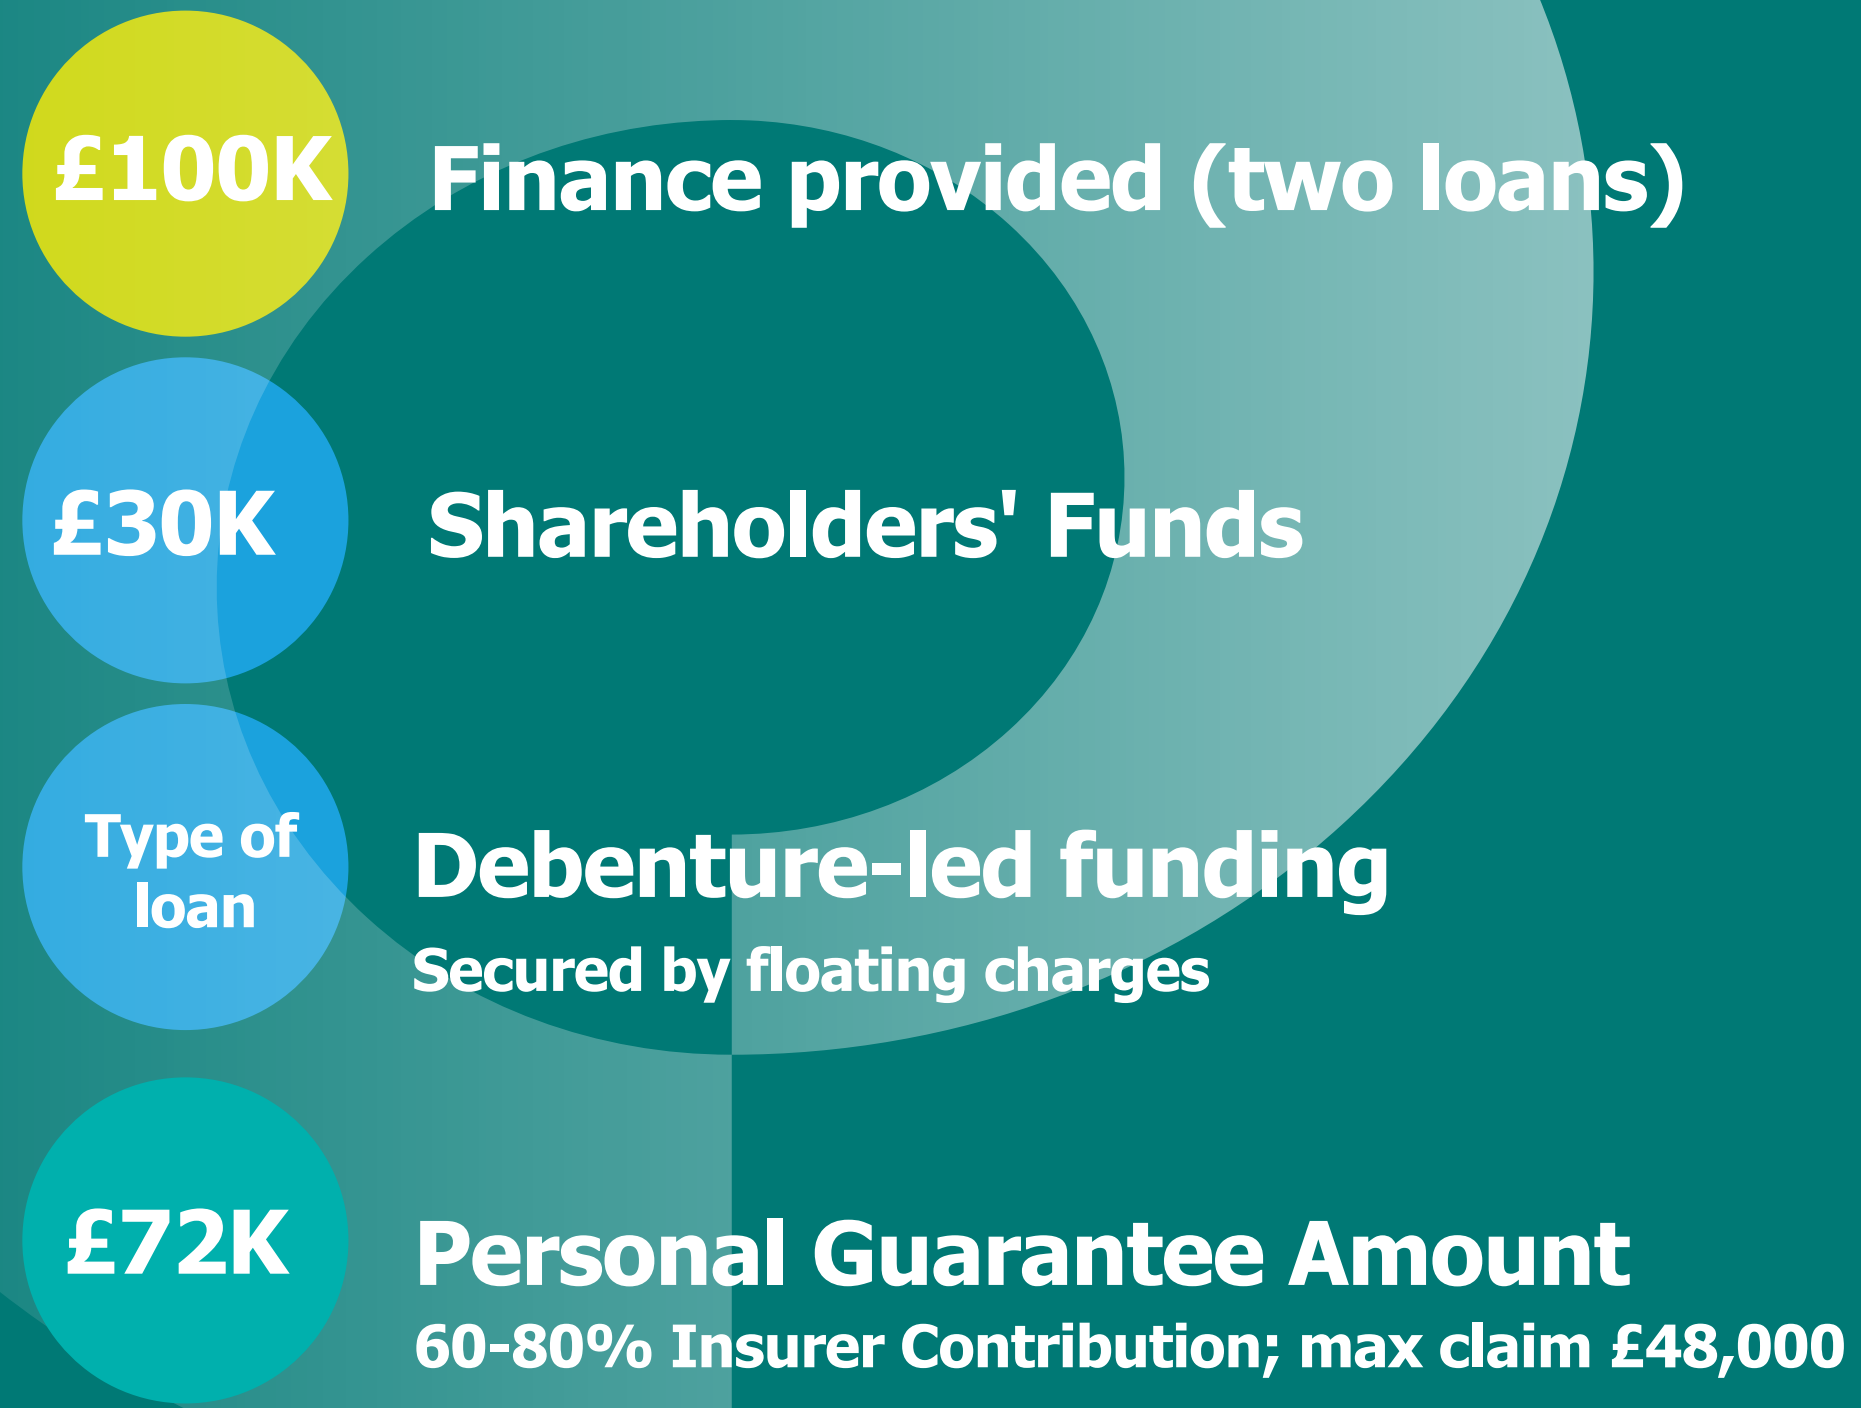 £100K
Finance provided (two loans)
£30K
Shareholders' Funds
Type of
loan
Debenture-led funding
Secured by floating charges
£72K
Personal Guarantee Amount
60-80% Insurer Contribution; max claim £48,000